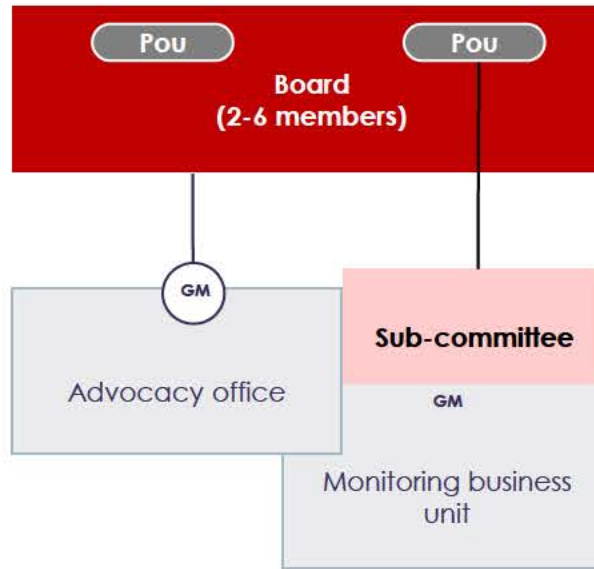 Pou
Pou
Board
(2-6 members)
GM
Sub-committee
Advocacy office
GM
Monitoring business
unit